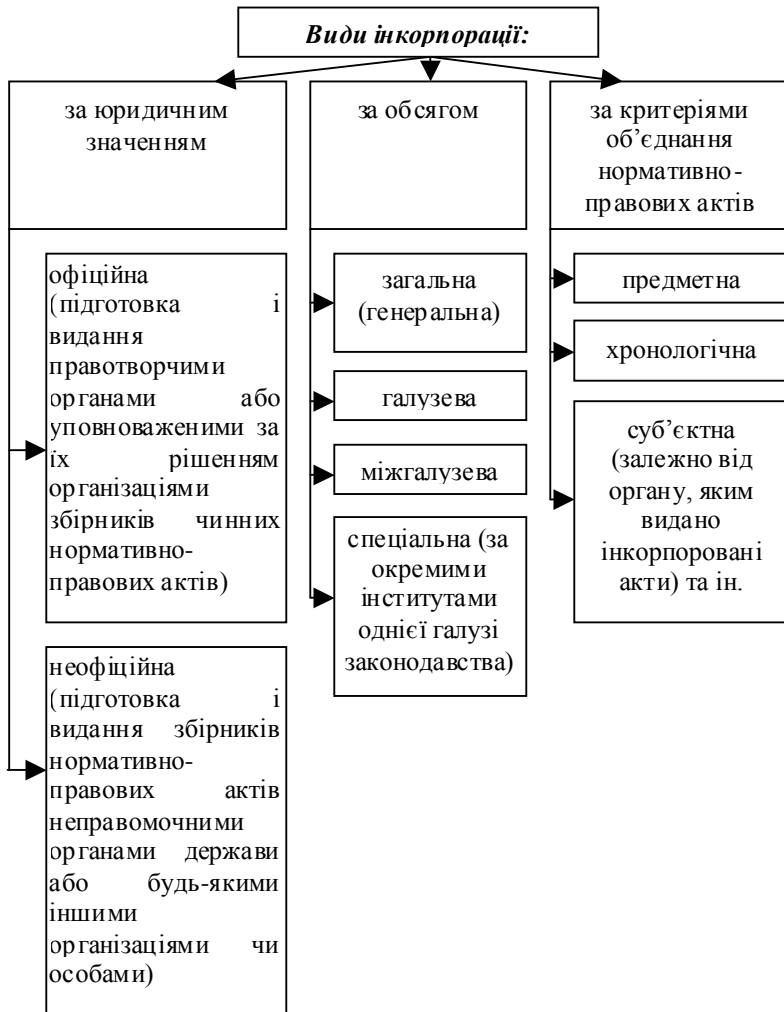 Види інкорпорації:
за юридичним
значенням
офіційна
(підготовка і
видання
правотворчими
органами або
уповноваженими за
їх рішенням
організаціями
збірників чинних
нормативно-
правових актів)
неофіційна
(підготовка і
видання збірників
нормативно-
правових актів
неправомочними
органами держави
або будь-якими
іншими
організаціями чи
особами)
за обсягом
загальна
(генеральна)
галузева
міжгалузева
спеціальна (за
окремими
інститутами
однієї галузі
законодавства)
за критеріями
об’єднання
нормативно-
правових актів
предметна
хронологічна
суб’єктна
(залежно від
органу, яким
видано
інкорпоровані
акти) та ін.